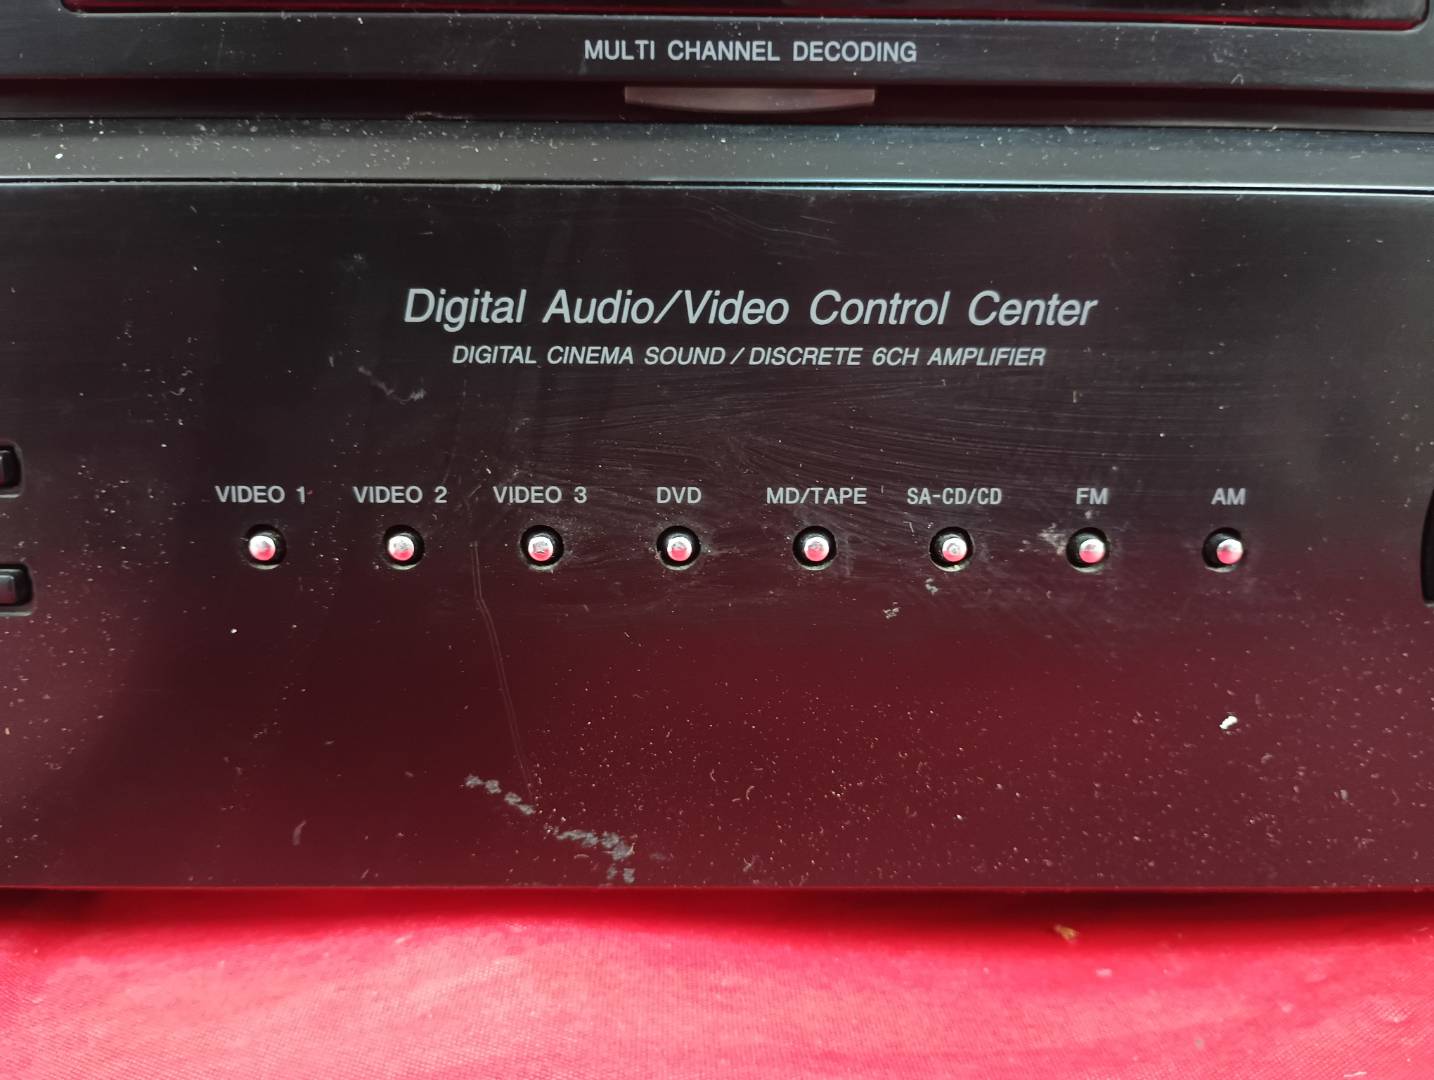 MULTI CHANNEL DECODING
Digital Audio/Video Control Center
DIGITAL CINEMA SOUND / DISCRETE 6CH AMPLIFIER
VIDEO 1 VIDEO 2 VIDEO 3 DVD MD/TAPE SA-CD/CD FM AM